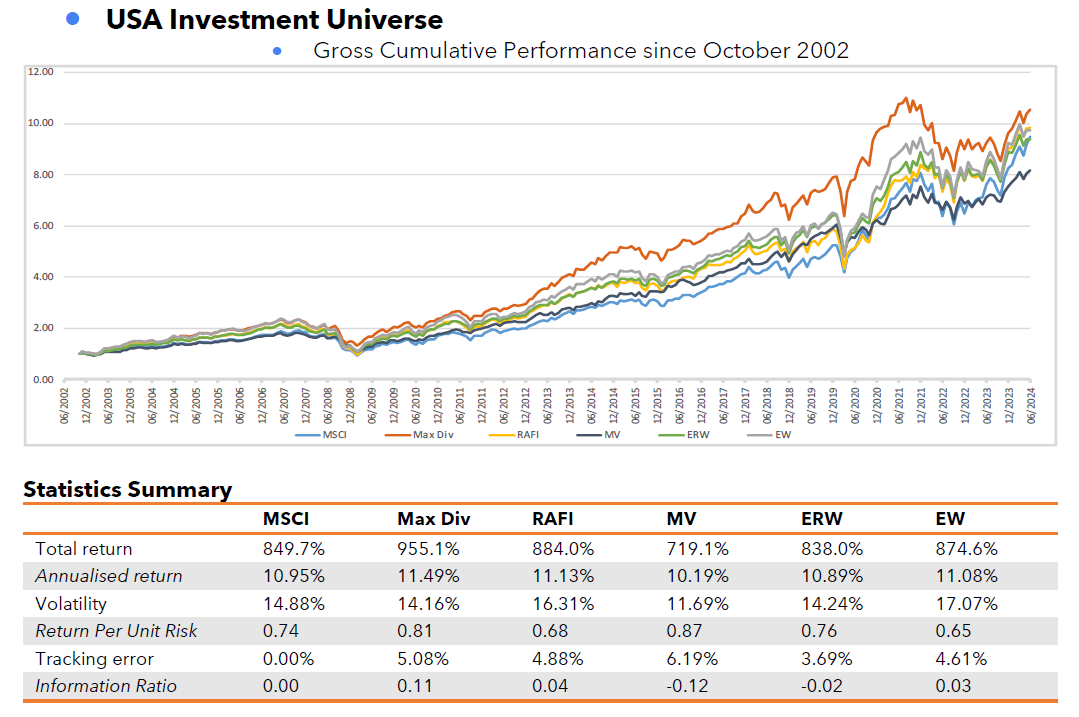 USA Investment Universe
Gross Cumulative Performance since October 2002
12.00
10.00
8.00
6.00
4.00
2.00
0.00
06/2002 12/2002 06/2003 12/2003 06/2004 12/2004 06/2005 12/2005 06/2006 12/2006 06/2007 12/2007 06/2008 12/2008 06/2009 12/2009 06/2010 12/2010 06/2011 12/2011 06/2012 12/2012 06/2013 12/2013 06/2014 12/2014 06/2015 12/2015 06/2016 12/2016 06/2017 12/2017 06/2018 12/2018 06/2019 12/2019 06/2020 12/2020 06/2021 12/2021 06/2022 12/2022 06/2023 12/2023 06/2024
MSCI Max Div RAFI MV ERW EW
Statistics Summary
MSCI Max Div RAFI MV ERW EW
Total return 849.7% 955.1% 884.0% 719.1% 838.0% 874.6%
Annualised return 10.95% 11.49% 11.13% 10.19% 10.89% 11.08%
Volatility 14.88% 14.16% 16.31% 11.69% 14.24% 17.07%
Return Per Unit Risk 0.74 0.81 0.68 0.87 0.76 0.65
Tracking error 0.00% 5.08% 4.88% 6.19% 3.69% 4.61%
Information Ratio 0.00 0.11 0.04 -0.12 -0.02 0.03